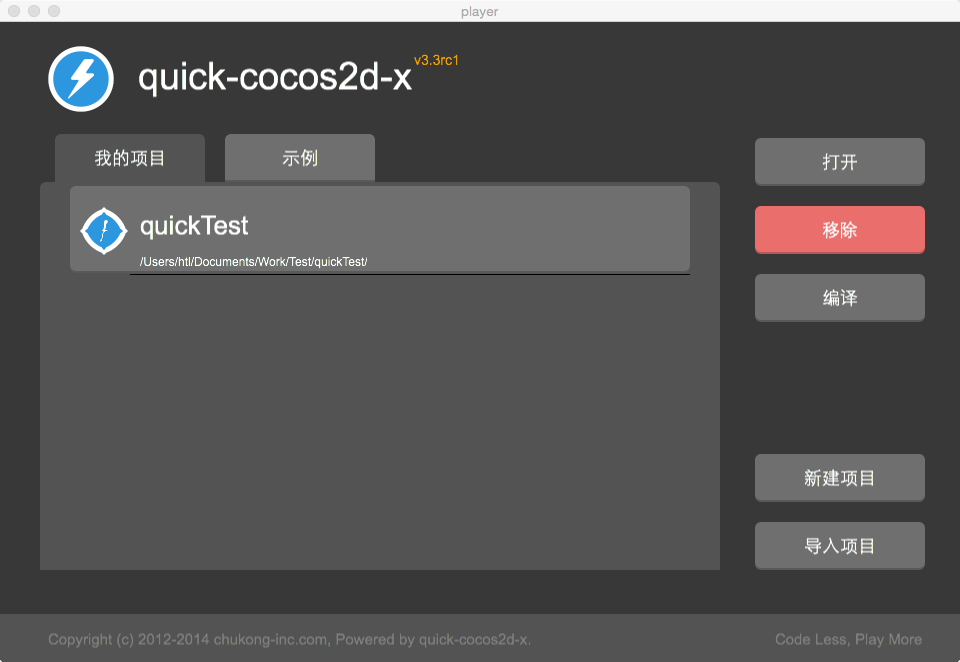 player
quick-cocos2d-x v3.3rc1
我的项目 示例
quickTest
/Users/htl/Documents/Work/Test/quickTest/
打开
移除
编译
新建项目
导入项目
Copyright (c) 2012-2014 chukong-inc.com, Powered by quick-cocos2d-x.
Code Less, Play More